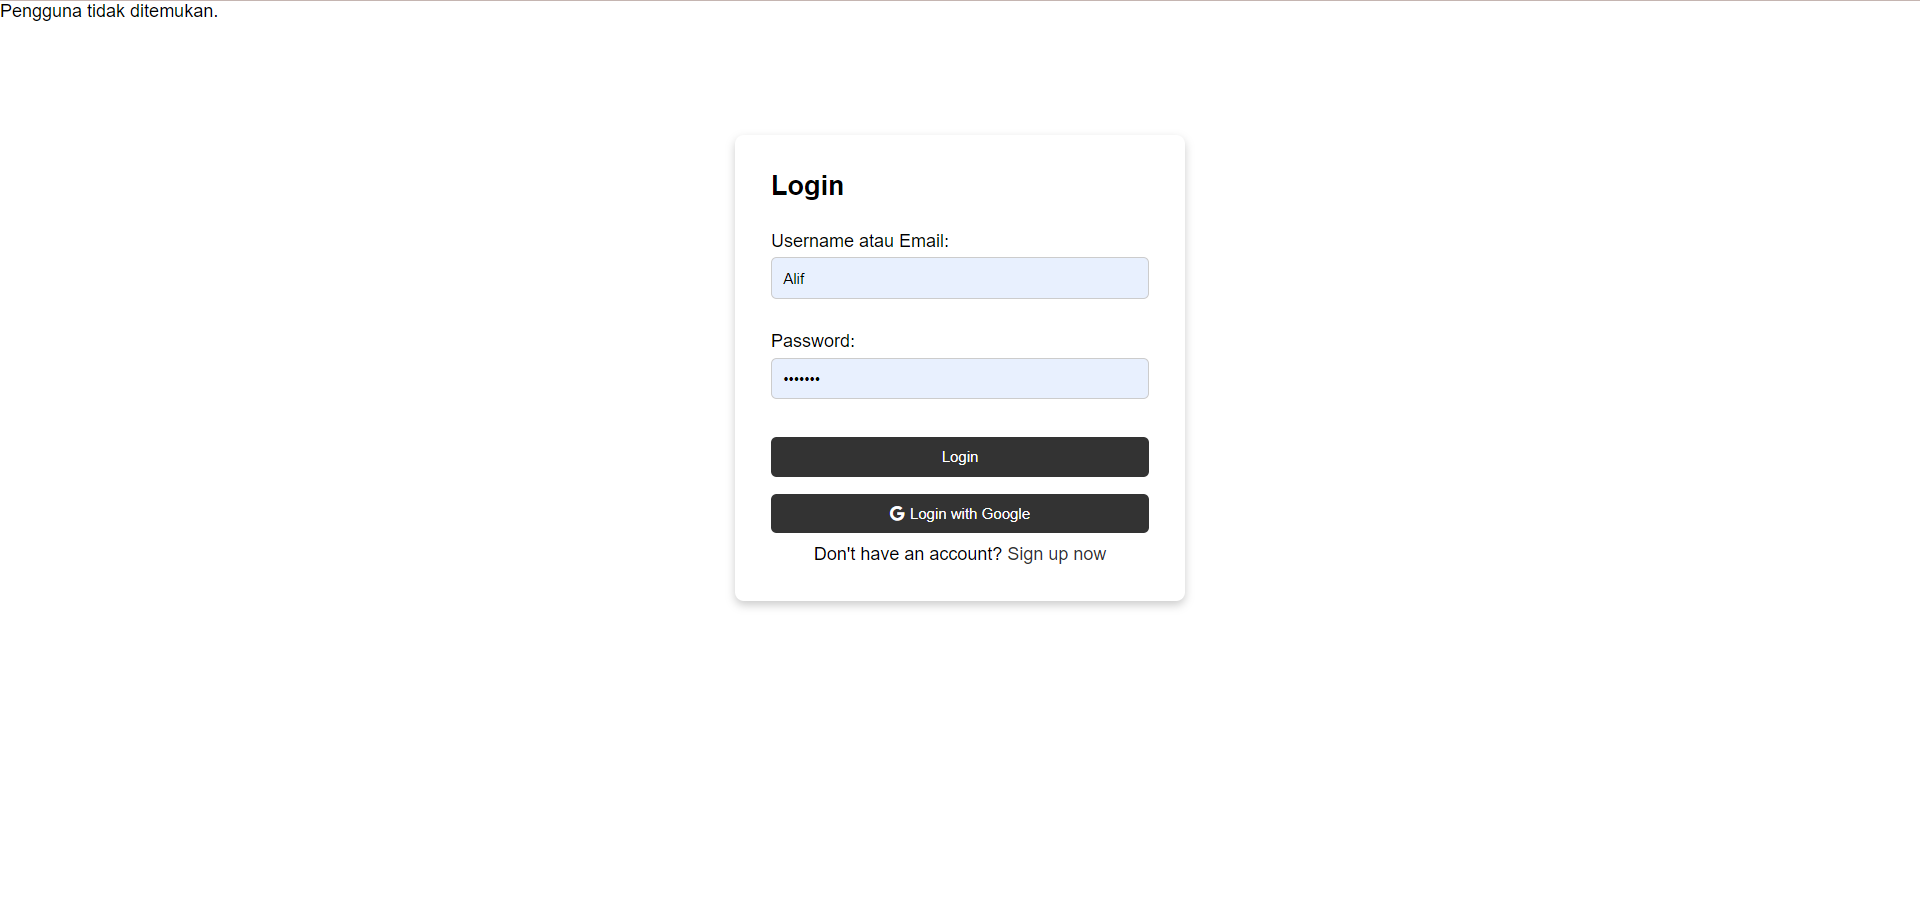 Pengguna tidak ditemukan.
Login
Username atau Email:
Alif
Password:
•••••••
Login
Login with Google
Don't have an account? Sign up now